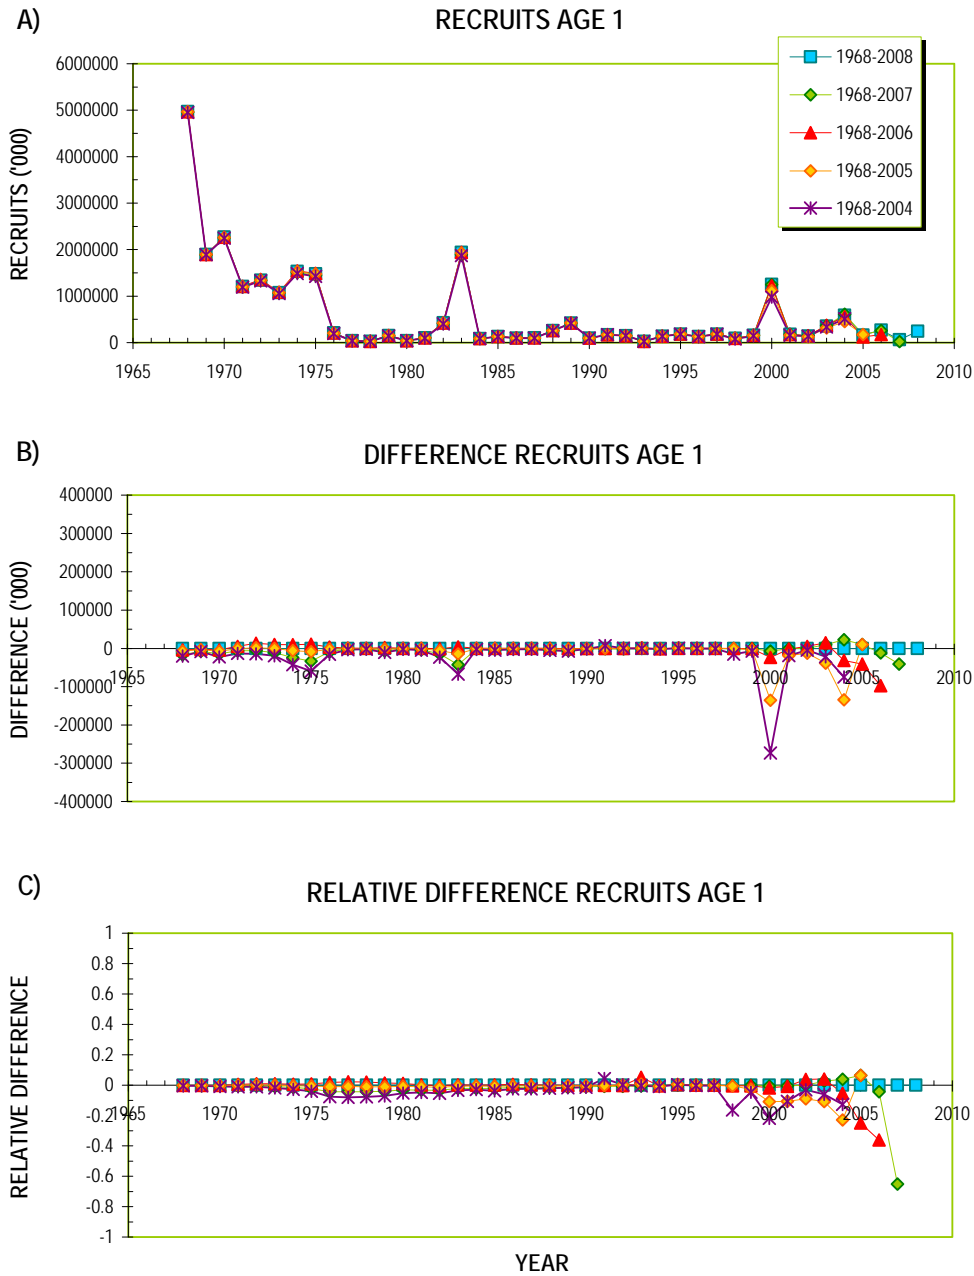 A)
RECRUITS AGE 1
1968-2008
1968-2007
1968-2006
1968-2005
1968-2004
RECRUITS ('000)
6000000
5000000
4000000
3000000
2000000
1000000
0
1965 1970 1975 1980 1985 1990 1995 2000 2005 2010
B)
DIFFERENCE RECRUITS AGE 1
DIFFERENCE ('000)
400000
300000
200000
100000
0
-100000
-200000
-300000
-400000
1965 1970 1975 1980 1985 1990 1995 2000 2005 2010
C)
RELATIVE DIFFERENCE RECRUITS AGE 1
RELATIVE DIFFERENCE
1
0.8
0.6
0.4
0.2
0
-0.2
-0.4
-0.6
-0.8
-1
1965 1970 1975 1980 1985 1990 1995 2000 2005 2010
YEAR